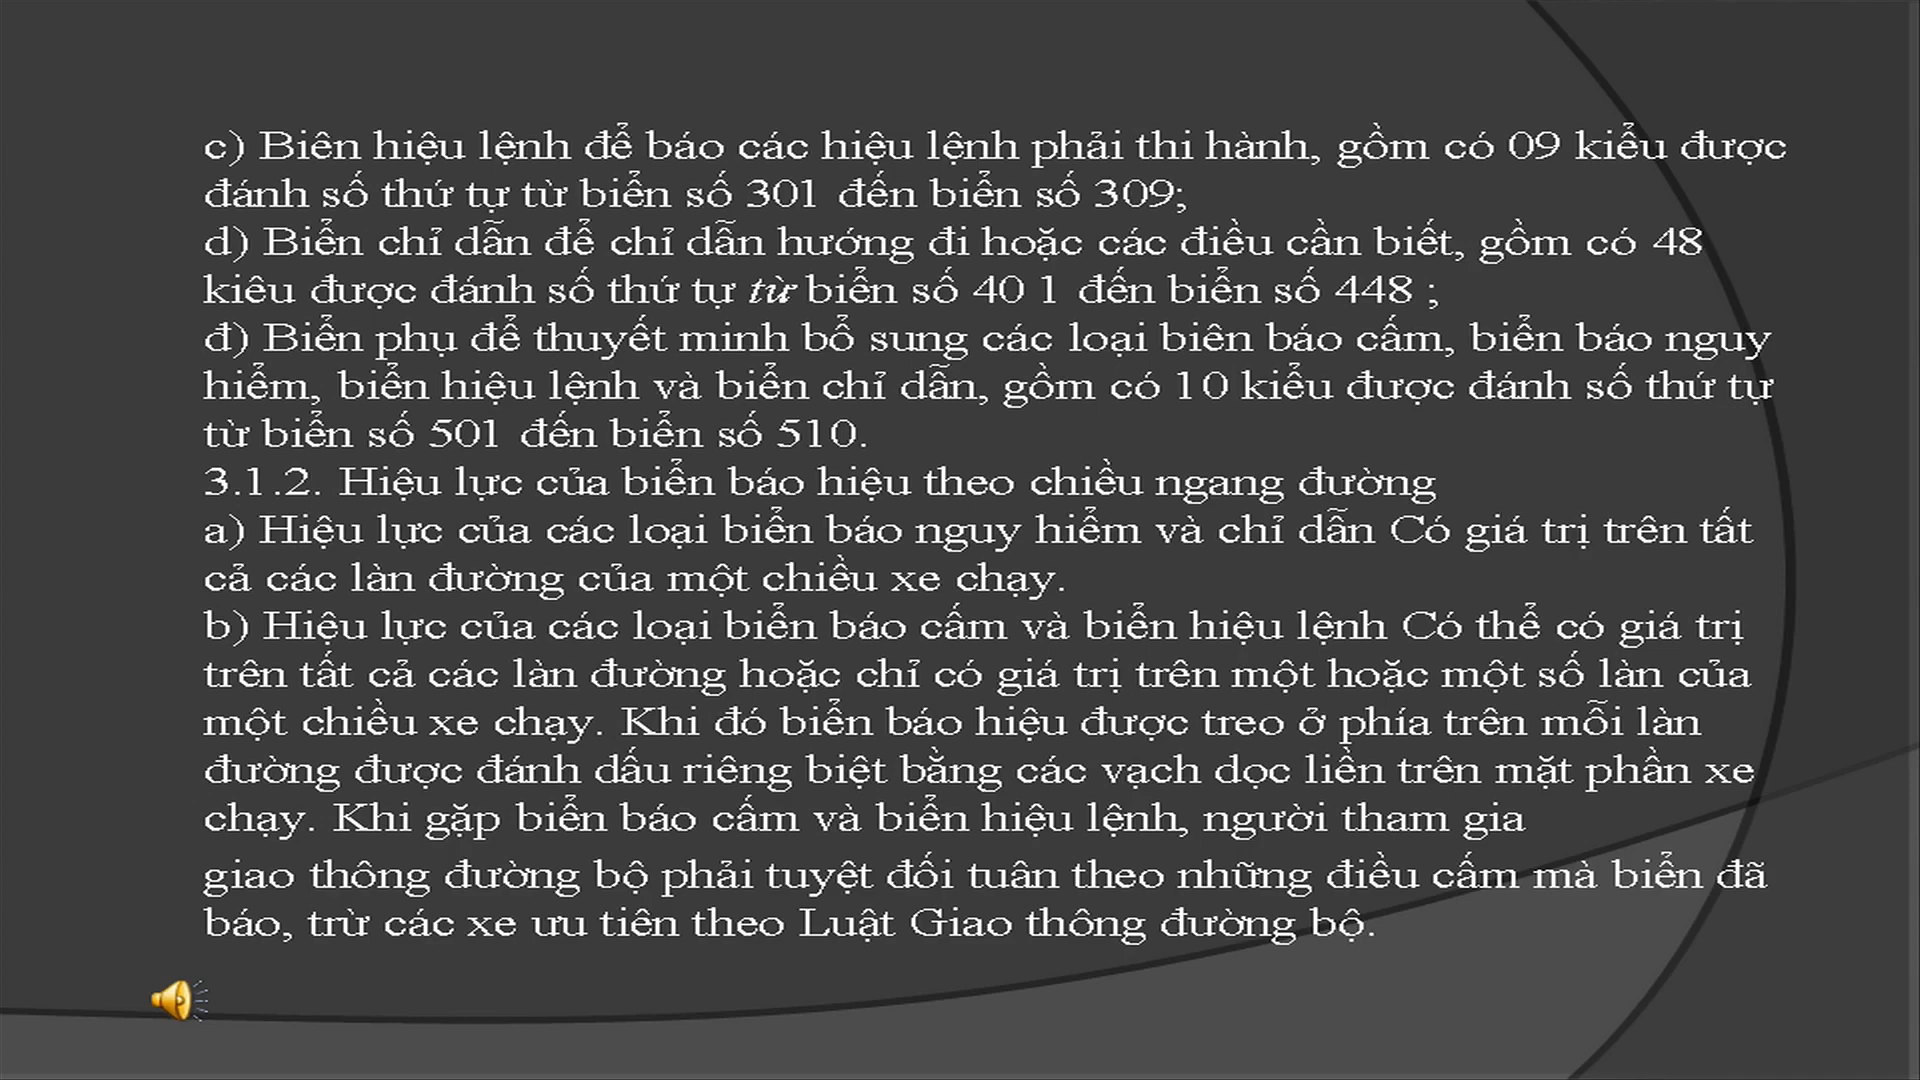 c) Biên hiệu lệnh để báo các hiệu lệnh phải thi hành, gồm có 09 kiểu được
đánh số thứ tự từ biển số 301 đến biển số 309;
d) Biển chỉ dẫn để chỉ dẫn hướng đi hoặc các điều cần biết, gồm có 48
kiêu được đánh số thứ tự từ biển số 40 1 đến biển số 448 ;
đ) Biển phụ để thuyết minh bổ sung các loại biên báo cấm, biển báo nguy
hiểm, biển hiệu lệnh và biển chỉ dẫn, gồm có 10 kiểu được đánh số thứ tự
từ biển số 501 đến biển số 510.
3.1.2. Hiệu lực của biển báo hiệu theo chiều ngang đường
a) Hiệu lực của các loại biển báo nguy hiểm và chỉ dẫn Có giá trị trên tất
cả các làn đường của một chiều xe chạy.
b) Hiệu lực của các loại biển báo cấm và biển hiệu lệnh Có thể có giá trị
trên tất cả các làn đường hoặc chỉ có giá trị trên một hoặc một số làn của
một chiều xe chạy. Khi đó biển báo hiệu được treo ở phía trên mỗi làn
đường được đánh dấu riêng biệt bằng các vạch dọc liền trên mặt phần xe
chạy. Khi gặp biển báo cấm và biển hiệu lệnh, người tham gia
giao thông đường bộ phải tuyệt đối tuân theo những điều cấm mà biển đã
báo, trừ các xe ưu tiên theo Luật Giao thông đường bộ.